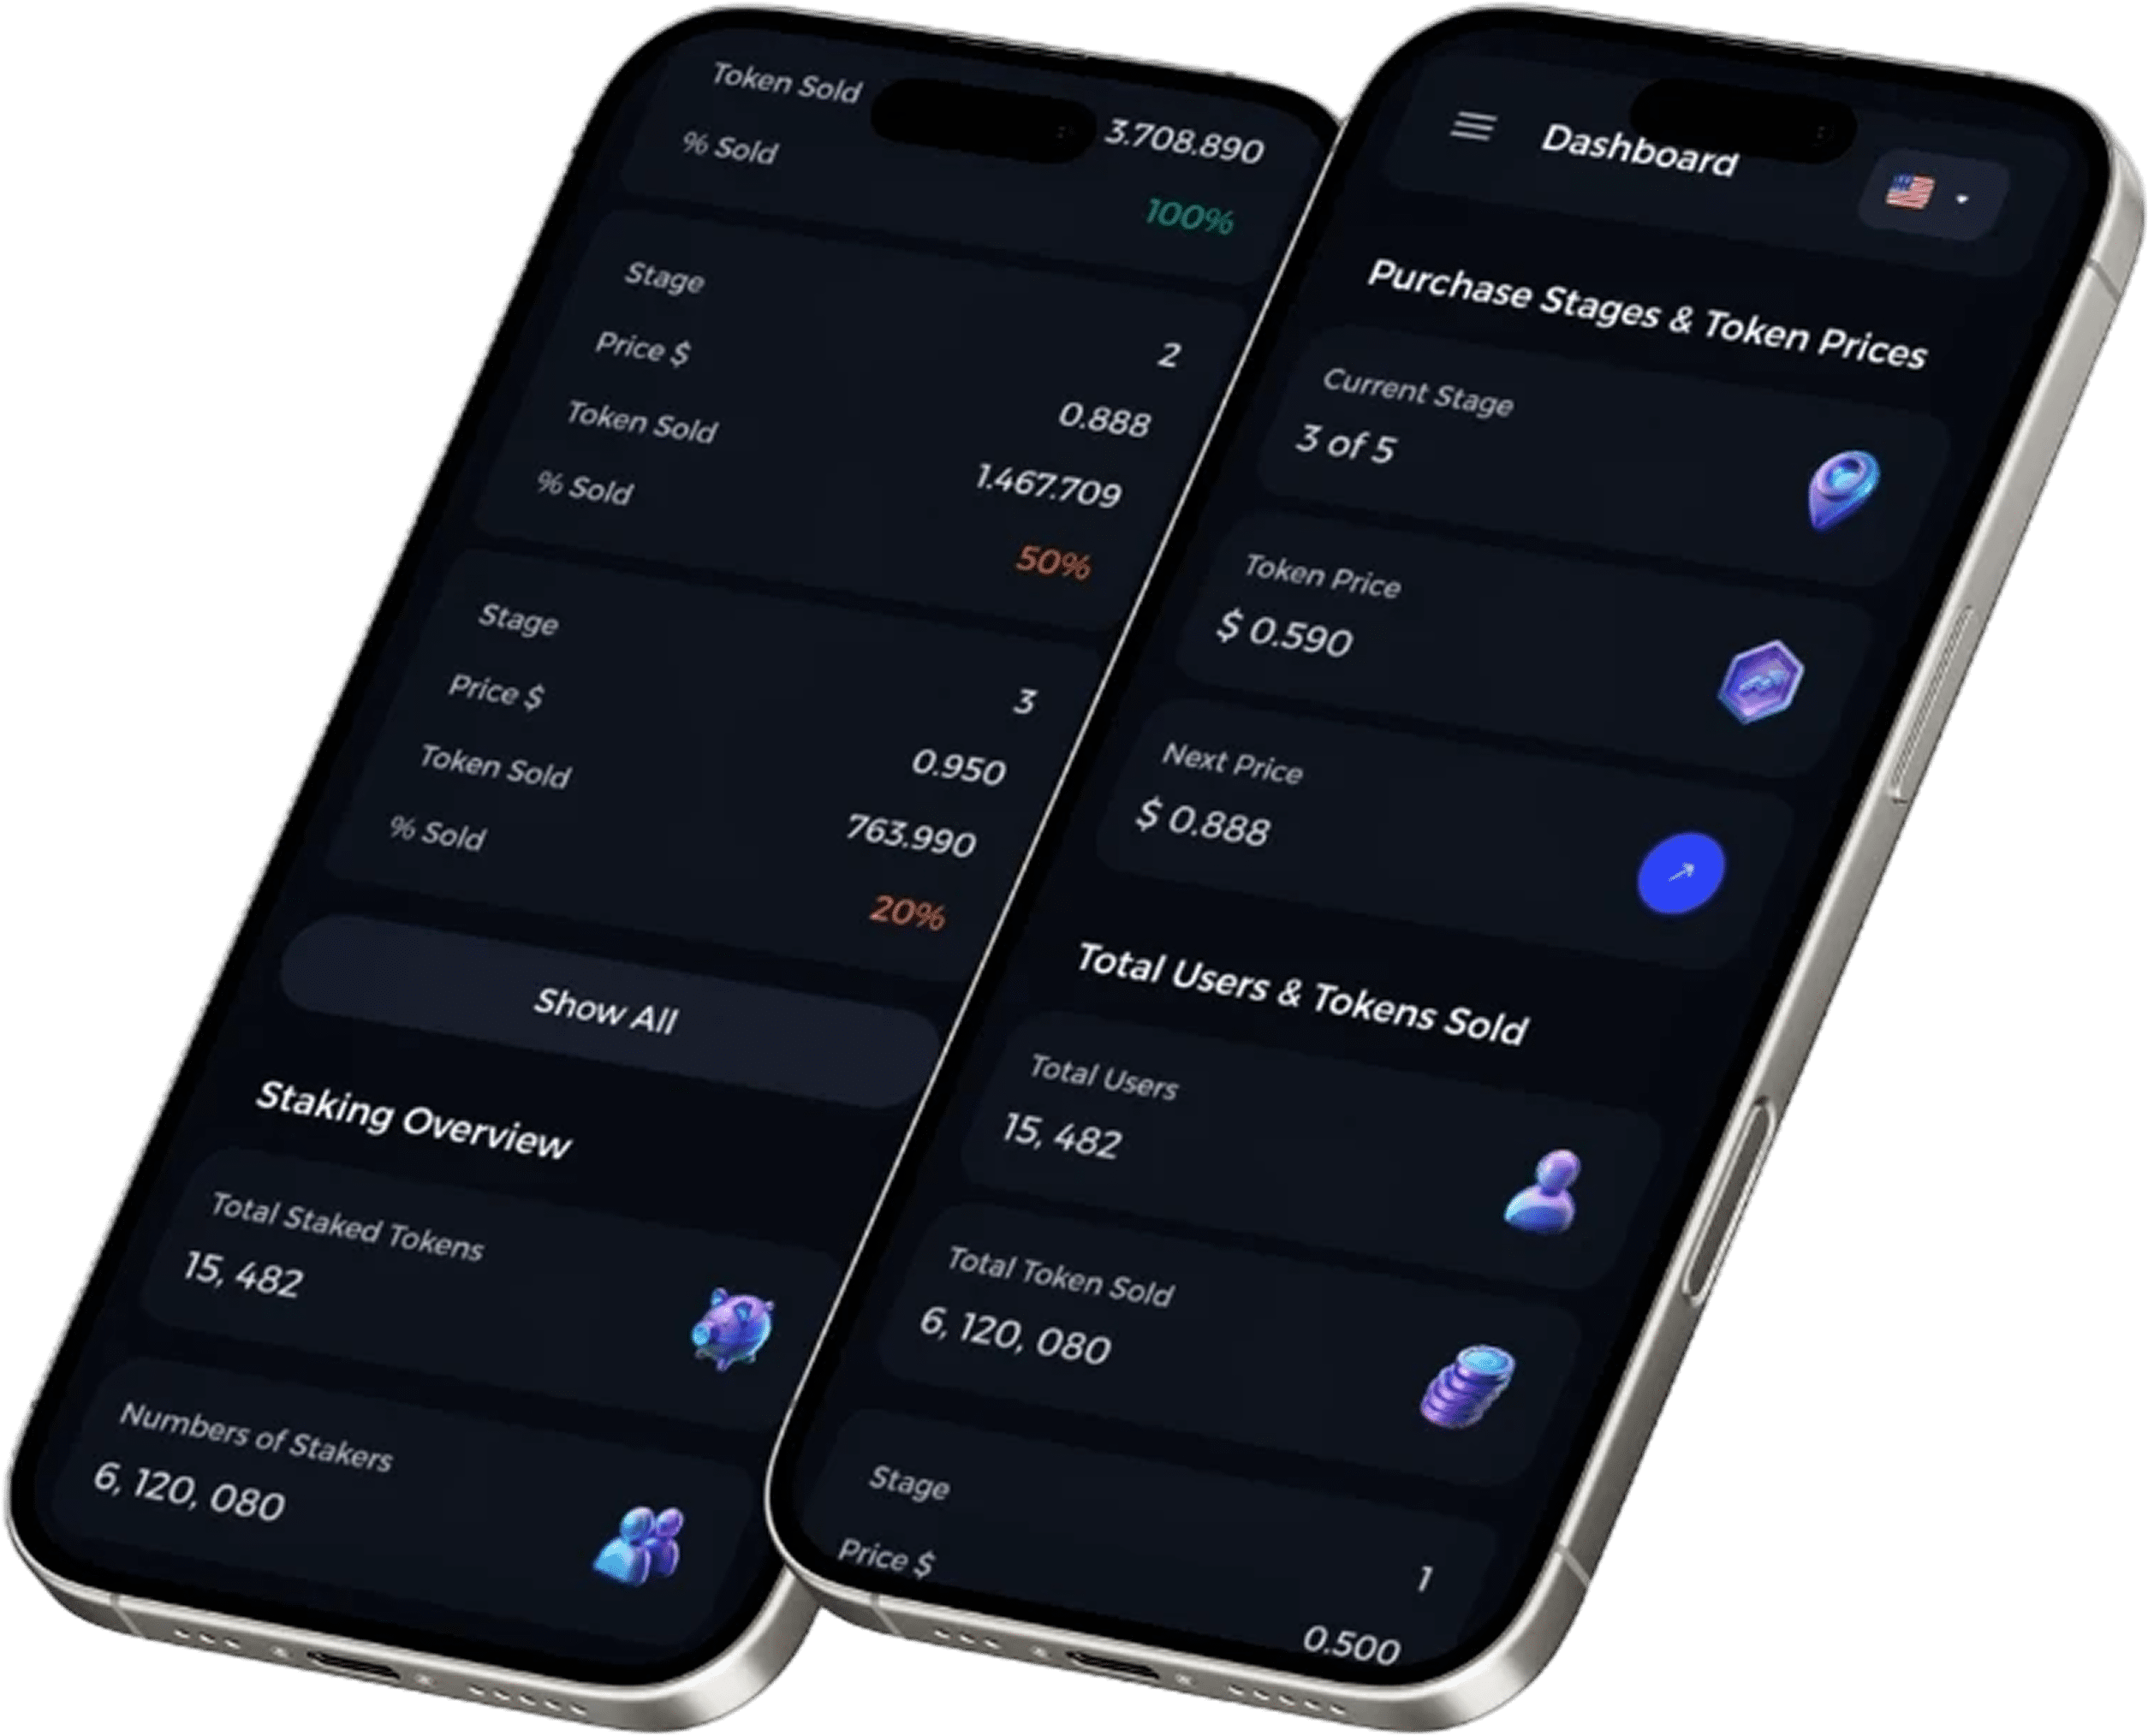 Token Sold
3.708.890
% Sold
100%
Stage
2
Price $
0.888
Token Sold
1.467.709
% Sold
50%
Stage
3
Price $
0.950
Token Sold
763.990
% Sold
20%
Show All
Staking Overview
Total Staked Tokens
15, 482
Numbers of Stakers
6, 120, 080
Dashboard
Purchase Stages & Token Prices
Current Stage
3 of 5
Token Price
$ 0.590
Next Price
$ 0.888
Total Users & Tokens Sold
Total Users
15, 482
Total Token Sold
6, 120, 080
Stage
1
Price $
0.500